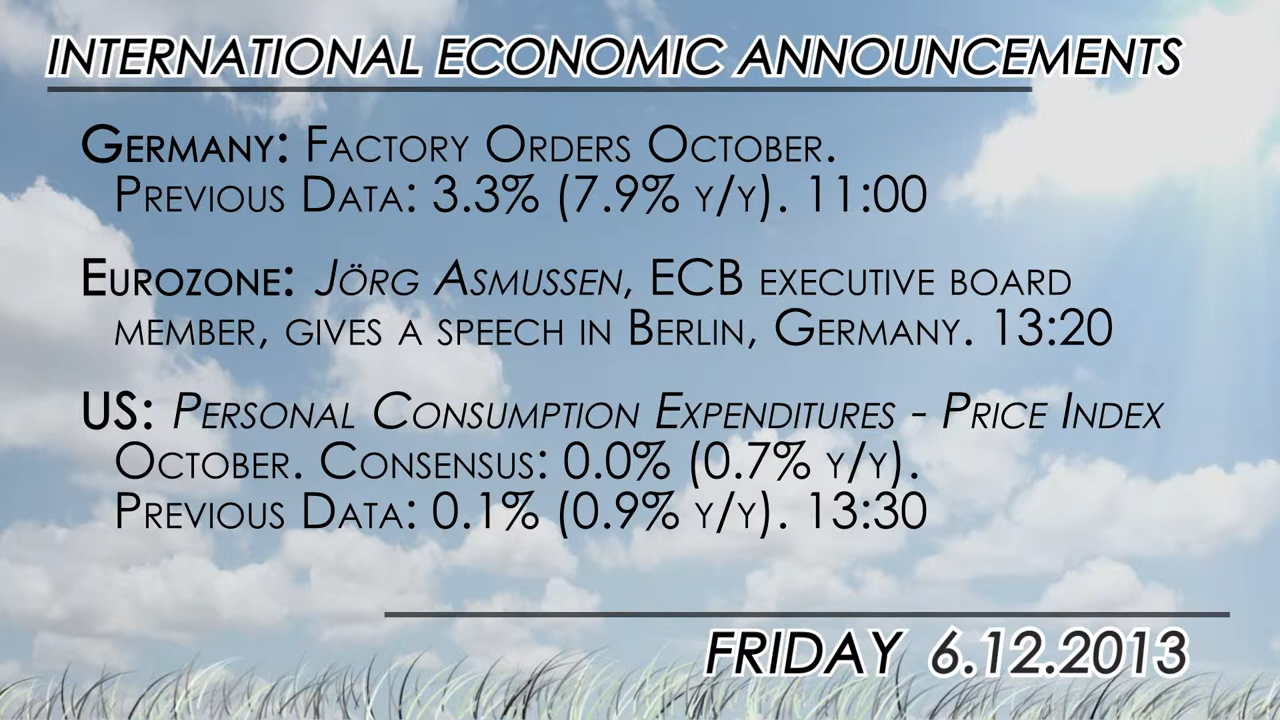 INTERNATIONAL ECONOMIC ANNOUNCEMENTS
Germany: Factory Orders October.
Previous Data: 3.3% (7.9% y/y). 11:00
Eurozone: Jörg Asmussen, ECB executive board
member, gives a speech in Berlin, Germany. 13:20
US: Personal Consumption Expenditures - Price Index
October. Consensus: 0.0% (0.7% y/y).
Previous Data: 0.1% (0.9% y/y). 13:30
FRIDAY 6.12.2013